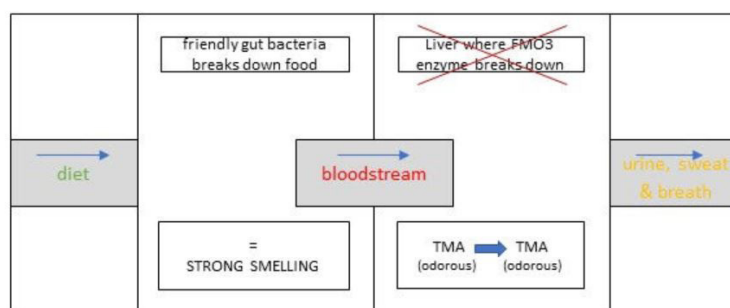 friendly gut bacteria
breaks down food
Liver where FMO3
enzyme breaks down
diet
bloodstream
urine, sweat
& breath
=
STRONG SMELLING
TMA TMA
(odorous) (odorous)